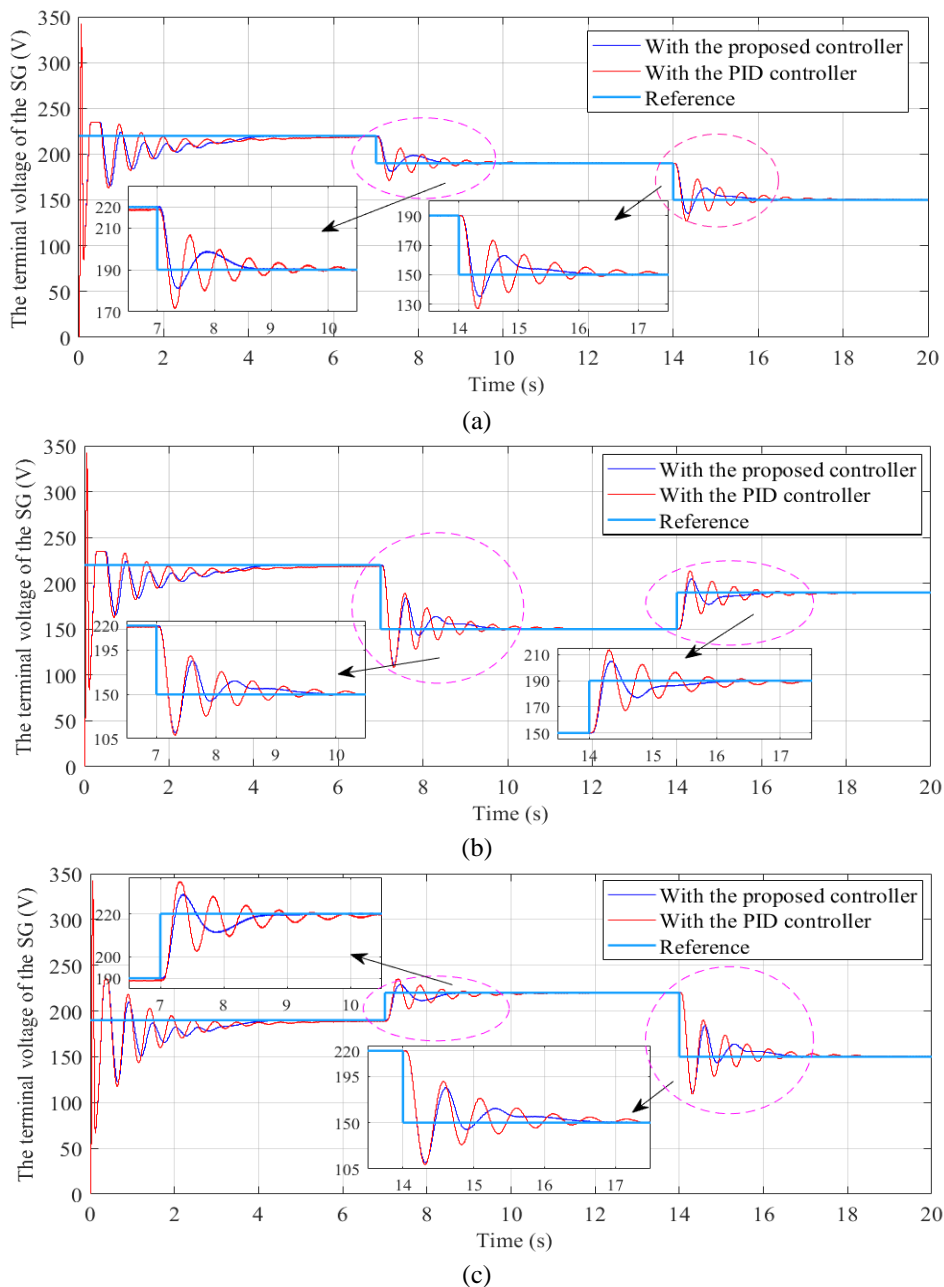 350
300
250
200
150
100
50
0
The terminal voltage of the SG (V)
With the proposed controller
With the PID controller
Reference
220
210
190
170
7 8 9 10
190
170
150
130
14 15 16 17
0 2 4 6 8 10 12 14 16 18 20
Time (s)
(a)
350
300
250
200
150
100
50
0
The terminal voltage of the SG (V)
With the proposed controller
With the PID controller
Reference
220
195
150
105
7 8 9 10
213
190
170
150
14 15 16 17
0 2 4 6 8 10 12 14 16 18 20
Time (s)
(b)
350
300
250
200
150
100
50
0
The terminal voltage of the SG (V)
220
200
190
7 8 9 10
With the proposed controller
With the PID controller
Reference
220
195
150
105
14 15 16 17
0 2 4 6 8 10 12 14 16 18 20
Time (s)
(c)